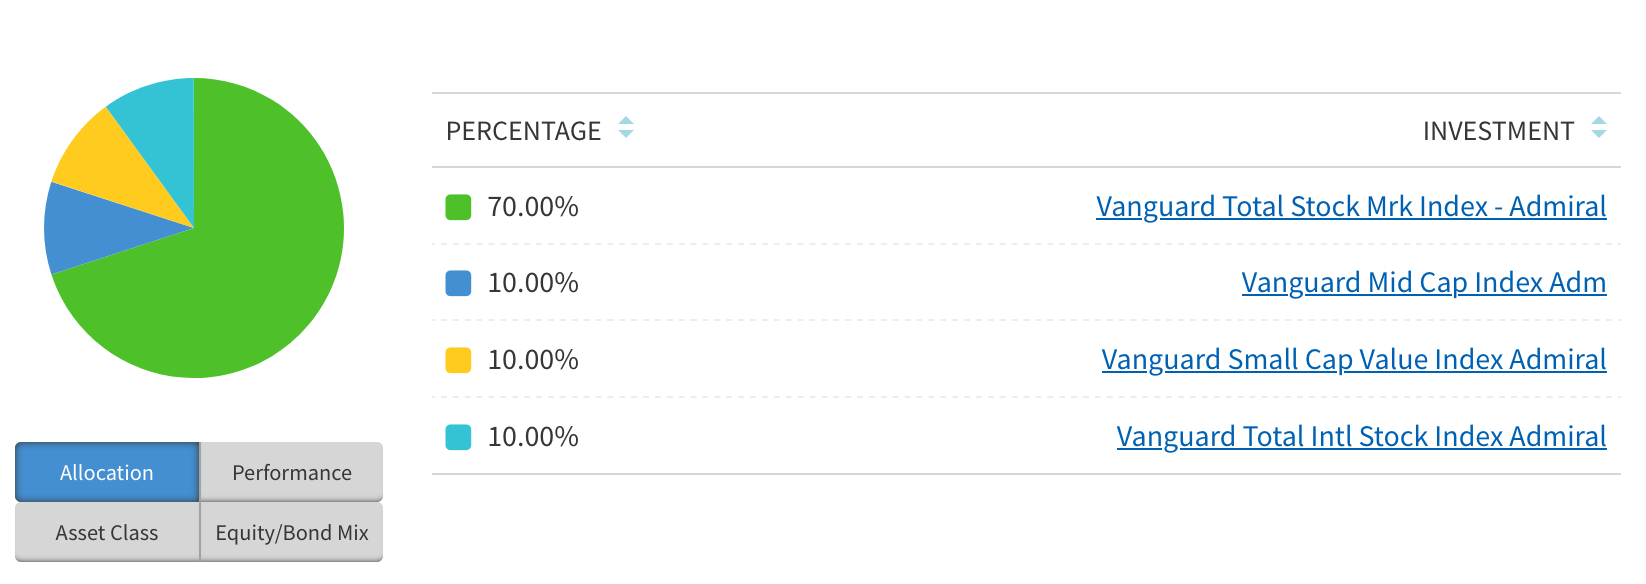 PERCENTAGE INVESTMENT
70.00% Vanguard Total Stock Mrk Index - Admiral
10.00% Vanguard Mid Cap Index Adm
10.00% Vanguard Small Cap Value Index Admiral
10.00% Vanguard Total Intl Stock Index Admiral
Allocation Performance
Asset Class Equity/Bond Mix